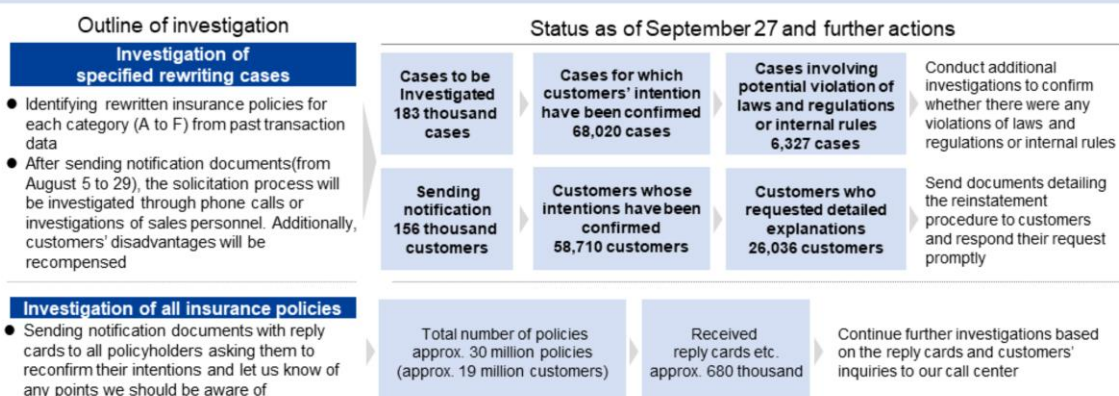 Outline of investigation
Status as of September 27 and further actions
Investigation of
specified rewriting cases
● Identifying rewritten insurance policies for
each category (A to F) from past transaction
data
● After sending notification documents(from
August 5 to 29), the solicitation process will
be investigated through phone calls or
investigations of sales personnel. Additionally,
customers' disadvantages will be
recompensed
Cases to be
Investigated
183 thousand
cases
Cases for which
customers' intention
have been confirmed
68,020 cases
Cases involving
potential violation of
laws and regulations
or internal rules
6,327 cases
Conduct additional
investigations to confirm
whether there were any
violations of laws and
regulations or internal rules
Sending
notification
156 thousand
customers
Customers whose
intentions have been
confirmed
58,710 customers
Customers who
requested detailed
explanations
26,036 customers
Send documents detailing
the reinstatement
procedure to customers
and respond their request
promptly
Investigation of all insurance policies
● Sending notification documents with reply
cards to all policyholders asking them to
reconfirm their intentions and let us know of
any points we should be aware of
Total number of policies
approx. 30 million policies
(approx. 19 million customers)
Received
reply cards etc.
approx. 680 thousand
Continue further investigations based
on the reply cards and customers'
inquiries to our call center